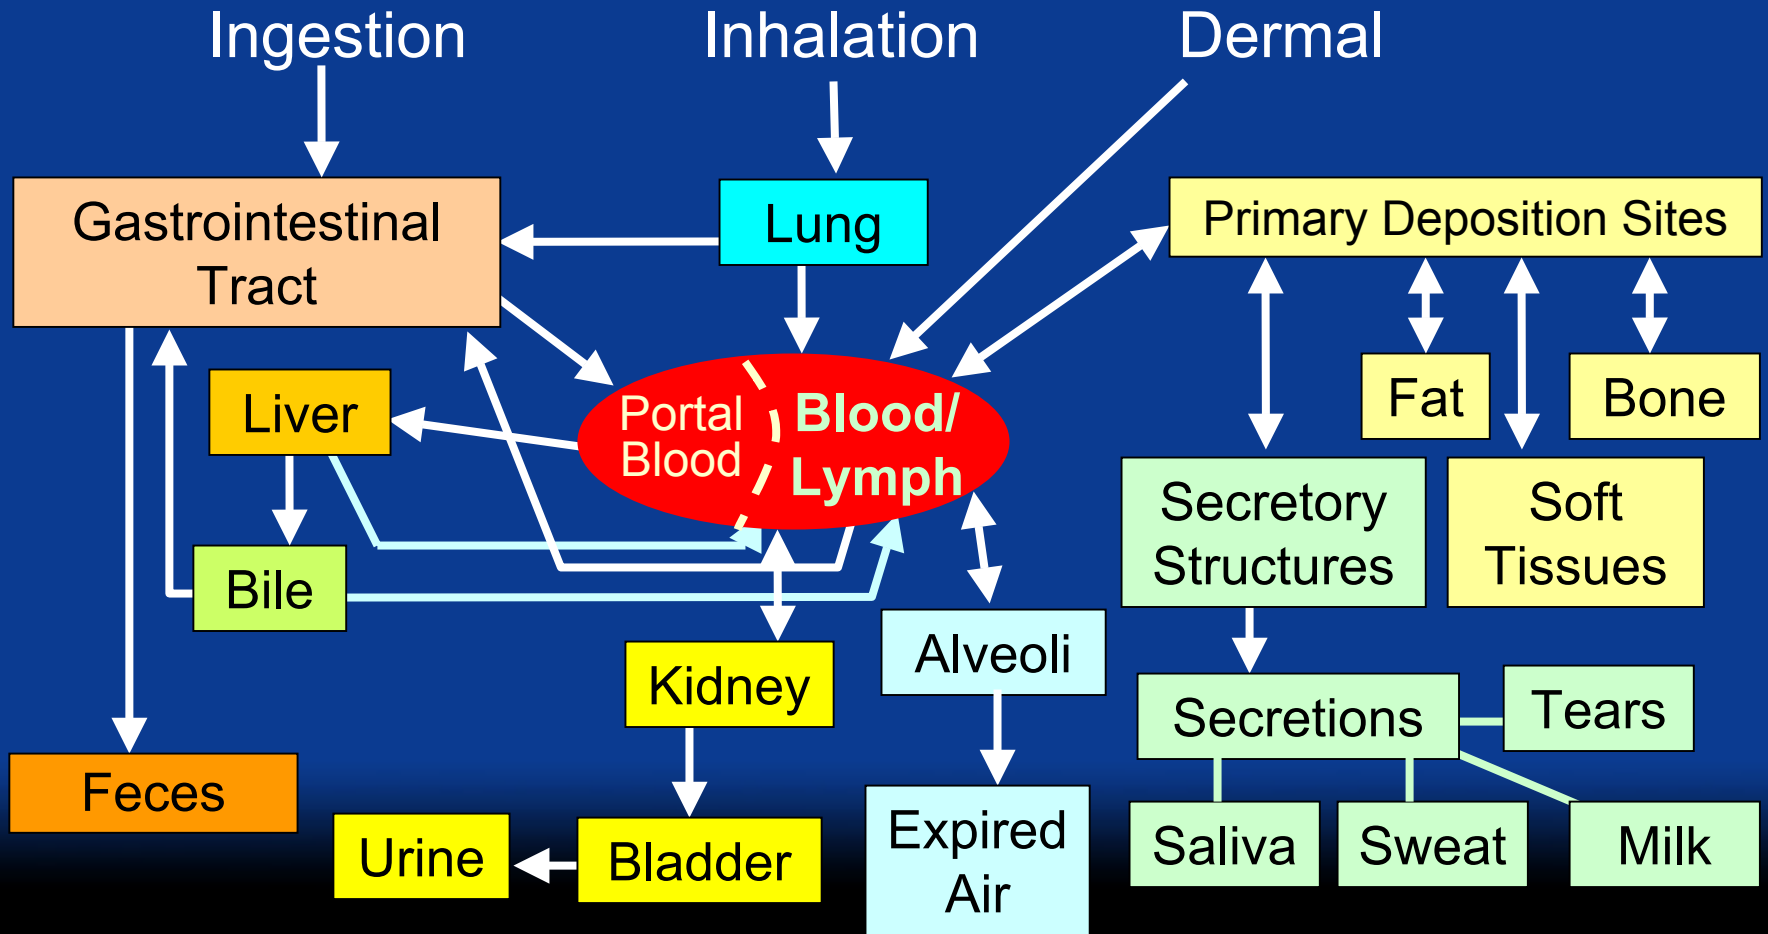 Ingestion
Inhalation
Dermal
Gastrointestinal
Tract
Lung
Primary Deposition Sites
Liver
Portal
Blood
Blood/
Lymph
Fat
Bone
Secretory
Structures
Soft
Tissues
Bile
Kidney
Alveoli
Secretions
Tears
Feces
Urine
Bladder
Expired
Air
Saliva
Sweat
Milk